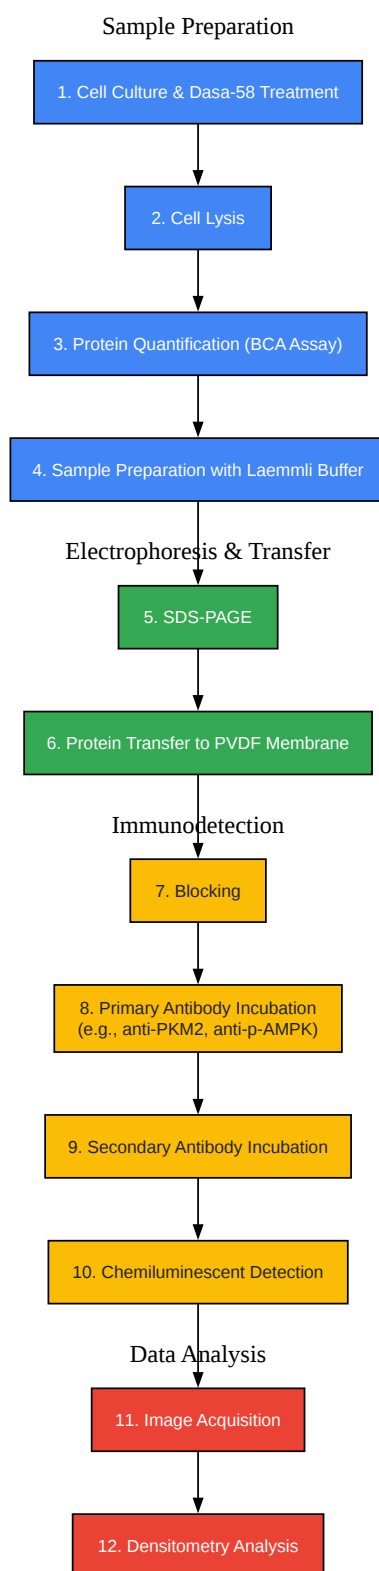 Sample Preparation
1. Cell Culture & Dasa-58 Treatment
2. Cell Lysis
3. Protein Quantification (BCA Assay)
4. Sample Preparation with Laemmli Buffer
Electrophoresis & Transfer
5. SDS-PAGE
6. Protein Transfer to PVDF Membrane
Immunodetection
7. Blocking
8. Primary Antibody Incubation
(e.g., anti-PKM2, anti-p-AMPK)
9. Secondary Antibody Incubation
10. Chemiluminescent Detection
Data Analysis
11. Image Acquisition
12. Densitometry Analysis